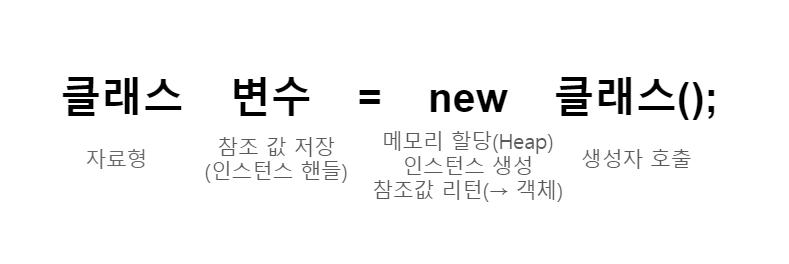 클래스 변수 = new 클래스();
자료형
참조 값 저장
(인스턴스 핸들)
메모리 할당(Heap)
인스턴스 생성
참조값 리턴(→ 객체)
생성자 호출